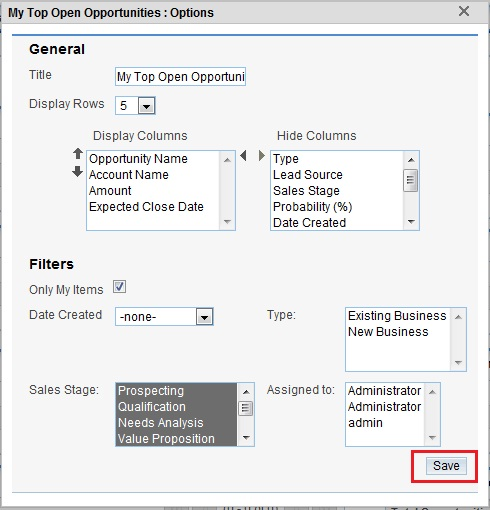 My Top Open Opportunities : Options
General
Title My Top Open Opportuni
Display Rows 5
Display Columns Hide Columns
Opportunity Name
Account Name
Amount
Expected Close Date
Type
Lead Source
Sales Stage
Probability (%)
Date Created
Filters
Only My Items
Date Created -none-
Type:
Existing Business
New Business
Sales Stage:
Prospecting
Qualification
Needs Analysis
Value Proposition
Assigned to:
Administrator
Administrator
admin
Save